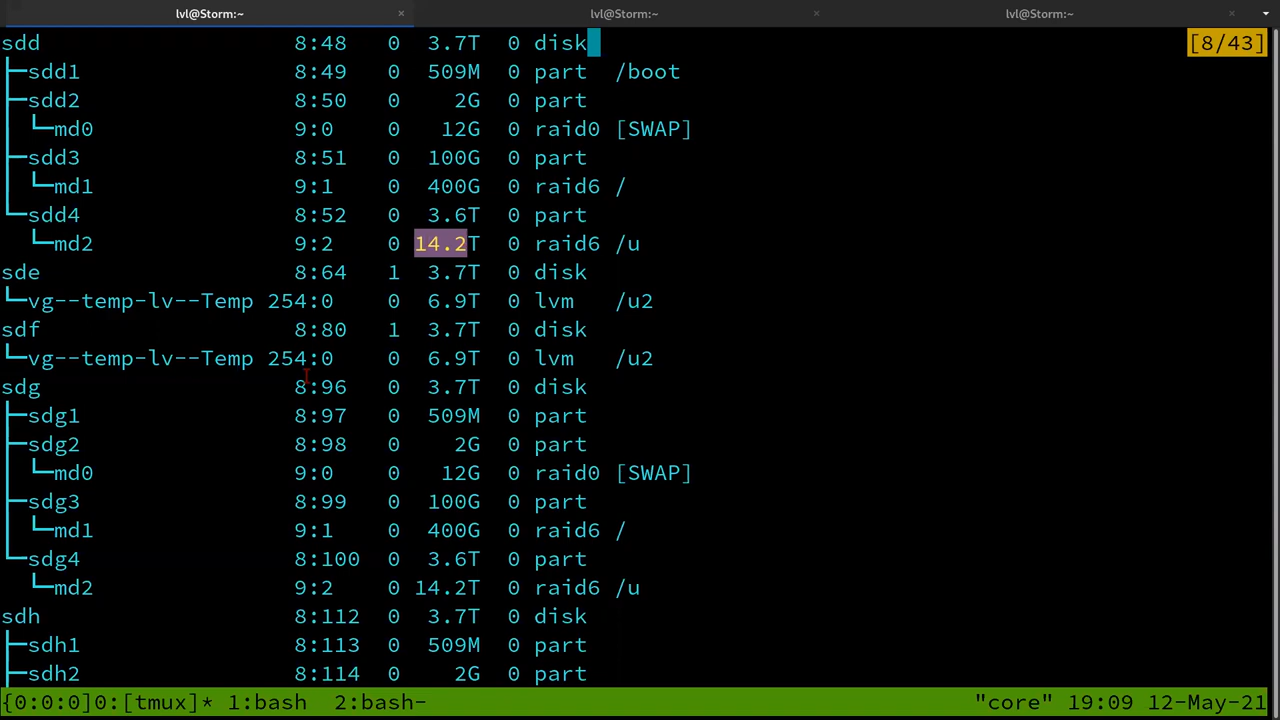 lvl@Storm:~ × lvl@Storm:~ × lvl@Storm:~ ×
sdd 8:48 0 3.7T 0 disk [8/43]
├─sdd1 8:49 0 509M 0 part /boot
├─sdd2 8:50 0 2G 0 part
│ └─md0 9:0 0 12G 0 raid0 [SWAP]
├─sdd3 8:51 0 100G 0 part
│ └─md1 9:1 0 400G 0 raid6 /
└─sdd4 8:52 0 3.6T 0 part
  └─md2 9:2 0 14.2T 0 raid6 /u
sde 8:64 1 3.7T 0 disk
└─vg--temp-lv--Temp 254:0 0 6.9T 0 lvm /u2
sdf 8:80 1 3.7T 0 disk
└─vg--temp-lv--Temp 254:0 0 6.9T 0 lvm /u2
sdg 8:96 0 3.7T 0 disk
├─sdg1 8:97 0 509M 0 part
├─sdg2 8:98 0 2G 0 part
│ └─md0 9:0 0 12G 0 raid0 [SWAP]
├─sdg3 8:99 0 100G 0 part
│ └─md1 9:1 0 400G 0 raid6 /
└─sdg4 8:100 0 3.6T 0 part
  └─md2 9:2 0 14.2T 0 raid6 /u
sdh 8:112 0 3.7T 0 disk
├─sdh1 8:113 0 509M 0 part
├─sdh2 8:114 0 2G 0 part
{0:0:0}0:[tmux]* 1:bash 2:bash- "core" 19:09 12-May-21